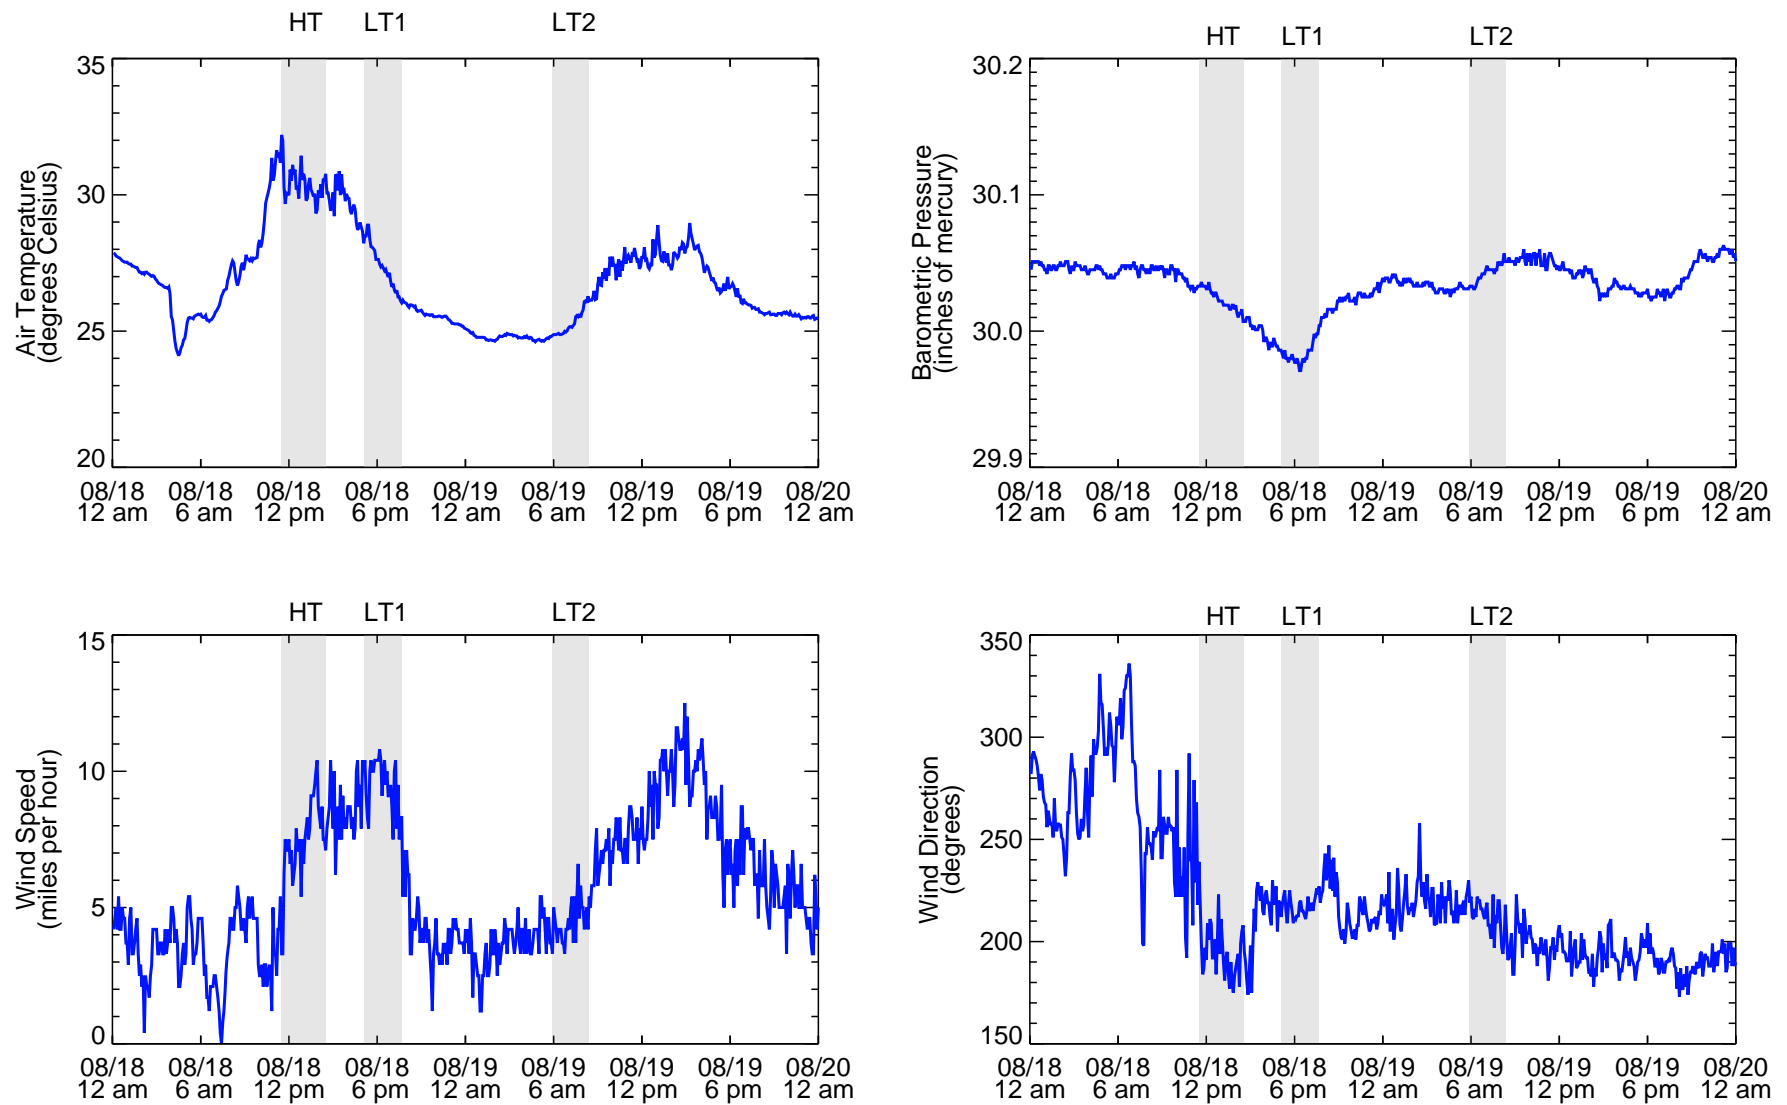 HT LT1 LT2
35
30
25
20
Air Temperature
(degrees Celsius)
08/18 08/18 08/18 08/18 08/19 08/19 08/19 08/19 08/20
12 am 6 am 12 pm 6 pm 12 am 6 am 12 pm 6 pm 12 am
HT LT1 LT2
30.2
30.1
30.0
29.9
Barometric Pressure
(inches of mercury)
08/18 08/18 08/18 08/18 08/19 08/19 08/19 08/19 08/20
12 am 6 am 12 pm 6 pm 12 am 6 am 12 pm 6 pm 12 am
HT LT1 LT2
15
10
5
0
Wind Speed
(miles per hour)
08/18 08/18 08/18 08/18 08/19 08/19 08/19 08/19 08/20
12 am 6 am 12 pm 6 pm 12 am 6 am 12 pm 6 pm 12 am
HT LT1 LT2
350
300
250
200
150
Wind Direction
(degrees)
08/18 08/18 08/18 08/18 08/19 08/19 08/19 08/19 08/20
12 am 6 am 12 pm 6 pm 12 am 6 am 12 pm 6 pm 12 am